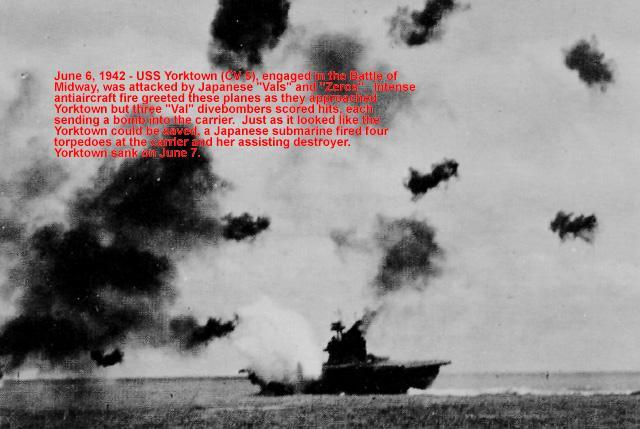 June 6, 1942 - USS Yorktown (CV 5), engaged in the Battle of
Midway, was attacked by Japanese "Vals" and "Zeros". Intense
antiaircraft fire greeted these planes as they approached
Yorktown but three "Val" divebombers scored hits, each
sending a bomb into the carrier. Just as it looked like the
Yorktown could be saved, a Japanese submarine fired four
torpedoes at the carrier and her assisting destroyer.
Yorktown sank on June 7.